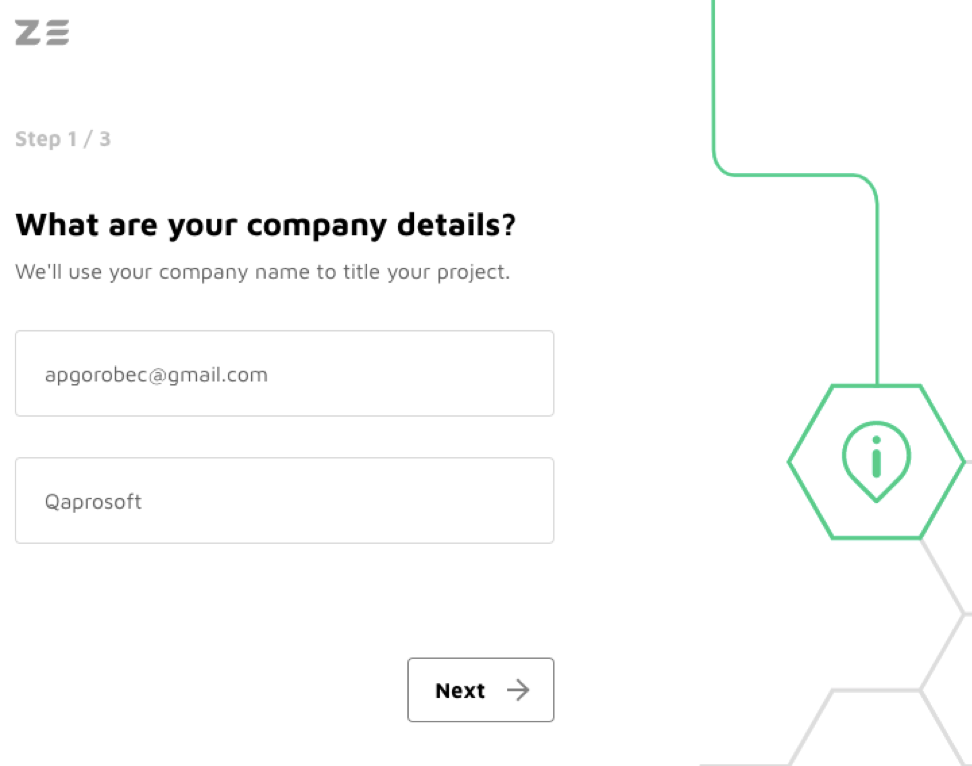 ZE
Step 1 / 3
What are your company details?
We'll use your company name to title your project.
apgorobec@gmail.com
Qaprosoft
Next